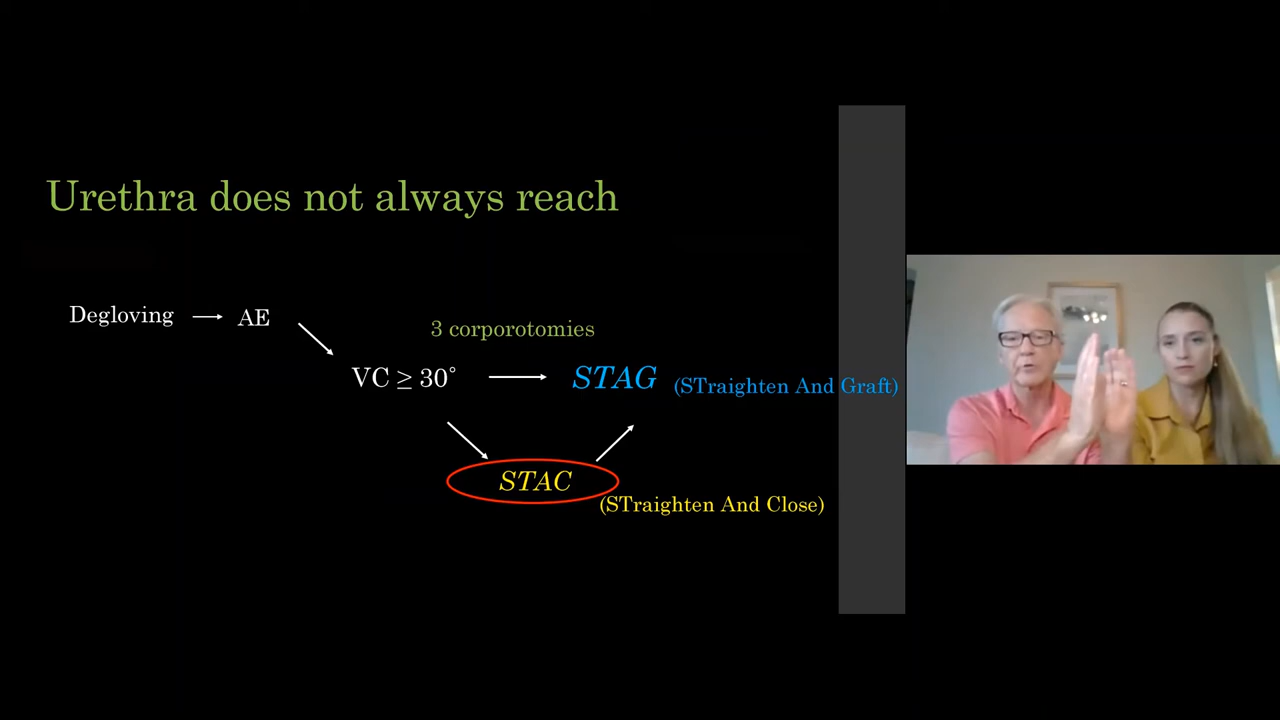 Urethra does not always reach
Degloving
AE
3 corporotomies
VC ≥ 30°
STAG
(STraighten And Graft)
STAC
(STraighten And Close)